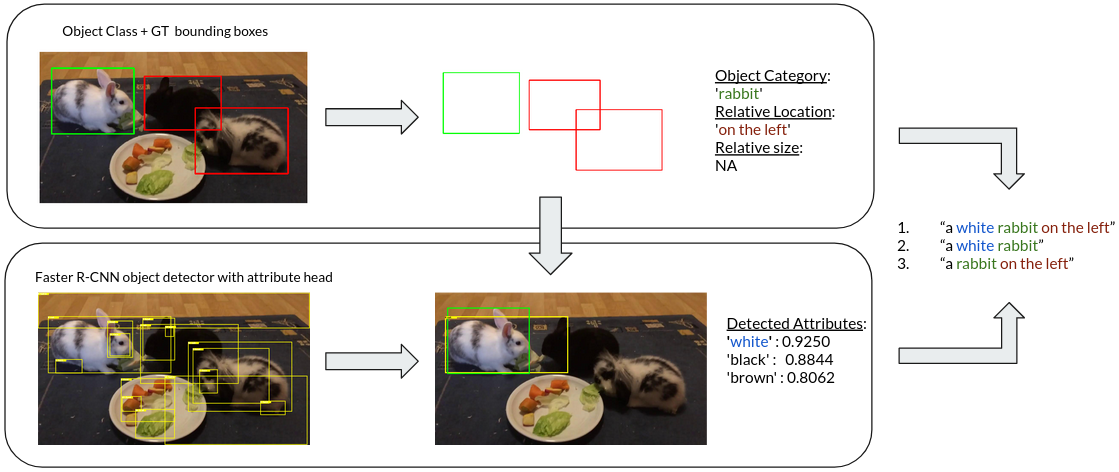 Object Class + GT bounding boxes
Object Category:
'rabbit'
Relative Location:
'on the left'
Relative size:
NA
Faster R-CNN object detector with attribute head
Detected Attributes:
'white' : 0.9250
'black' : 0.8844
'brown' : 0.8062
1. “a white rabbit on the left”
2. “a white rabbit”
3. “a rabbit on the left”